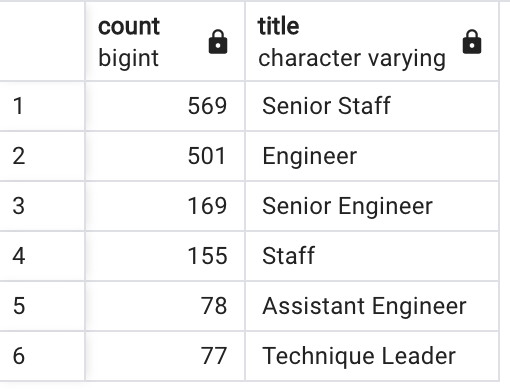 count title
bigint character varying
1 569 Senior Staff
2 501 Engineer
3 169 Senior Engineer
4 155 Staff
5 78 Assistant Engineer
6 77 Technique Leader